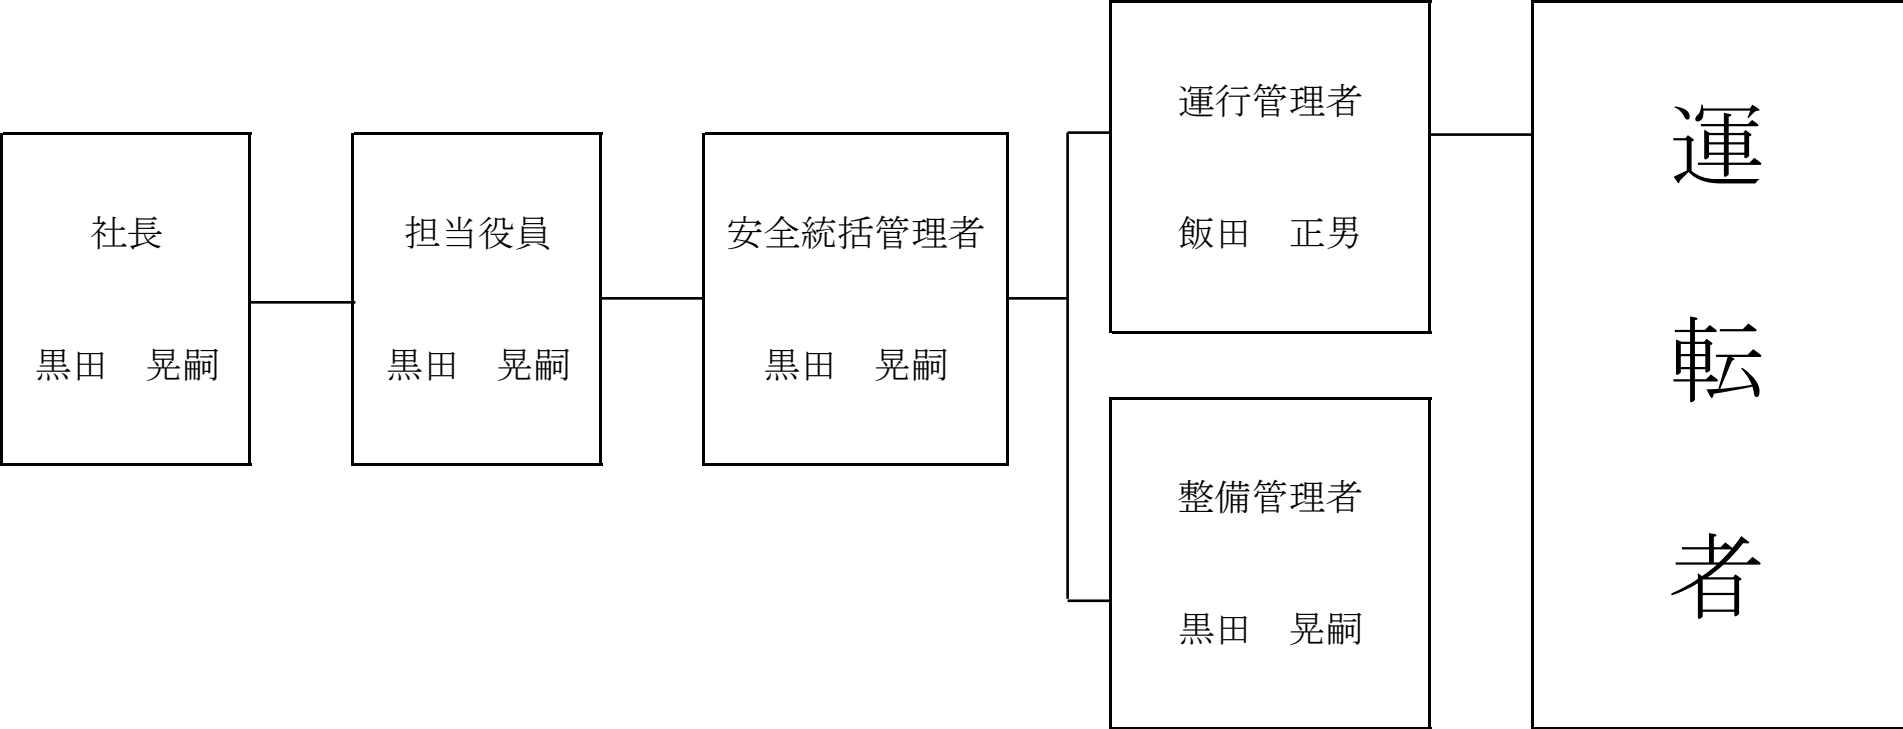 社長
黒田　晃嗣
担当役員
黒田　晃嗣
安全統括管理者
黒田　晃嗣
運行管理者
飯田　正男
整備管理者
黒田　晃嗣
運
転
者